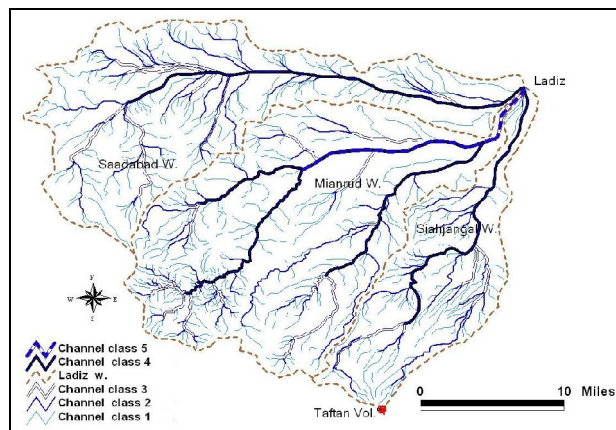 Ladiz
Saadabad W.
Mianrud W.
Siahjangal W.
W E
Channel class 5
Channel class 4
Ladiz w.
Channel class 3
Channel class 2
Channel class 1
0 10 Miles
Taftan Vol.